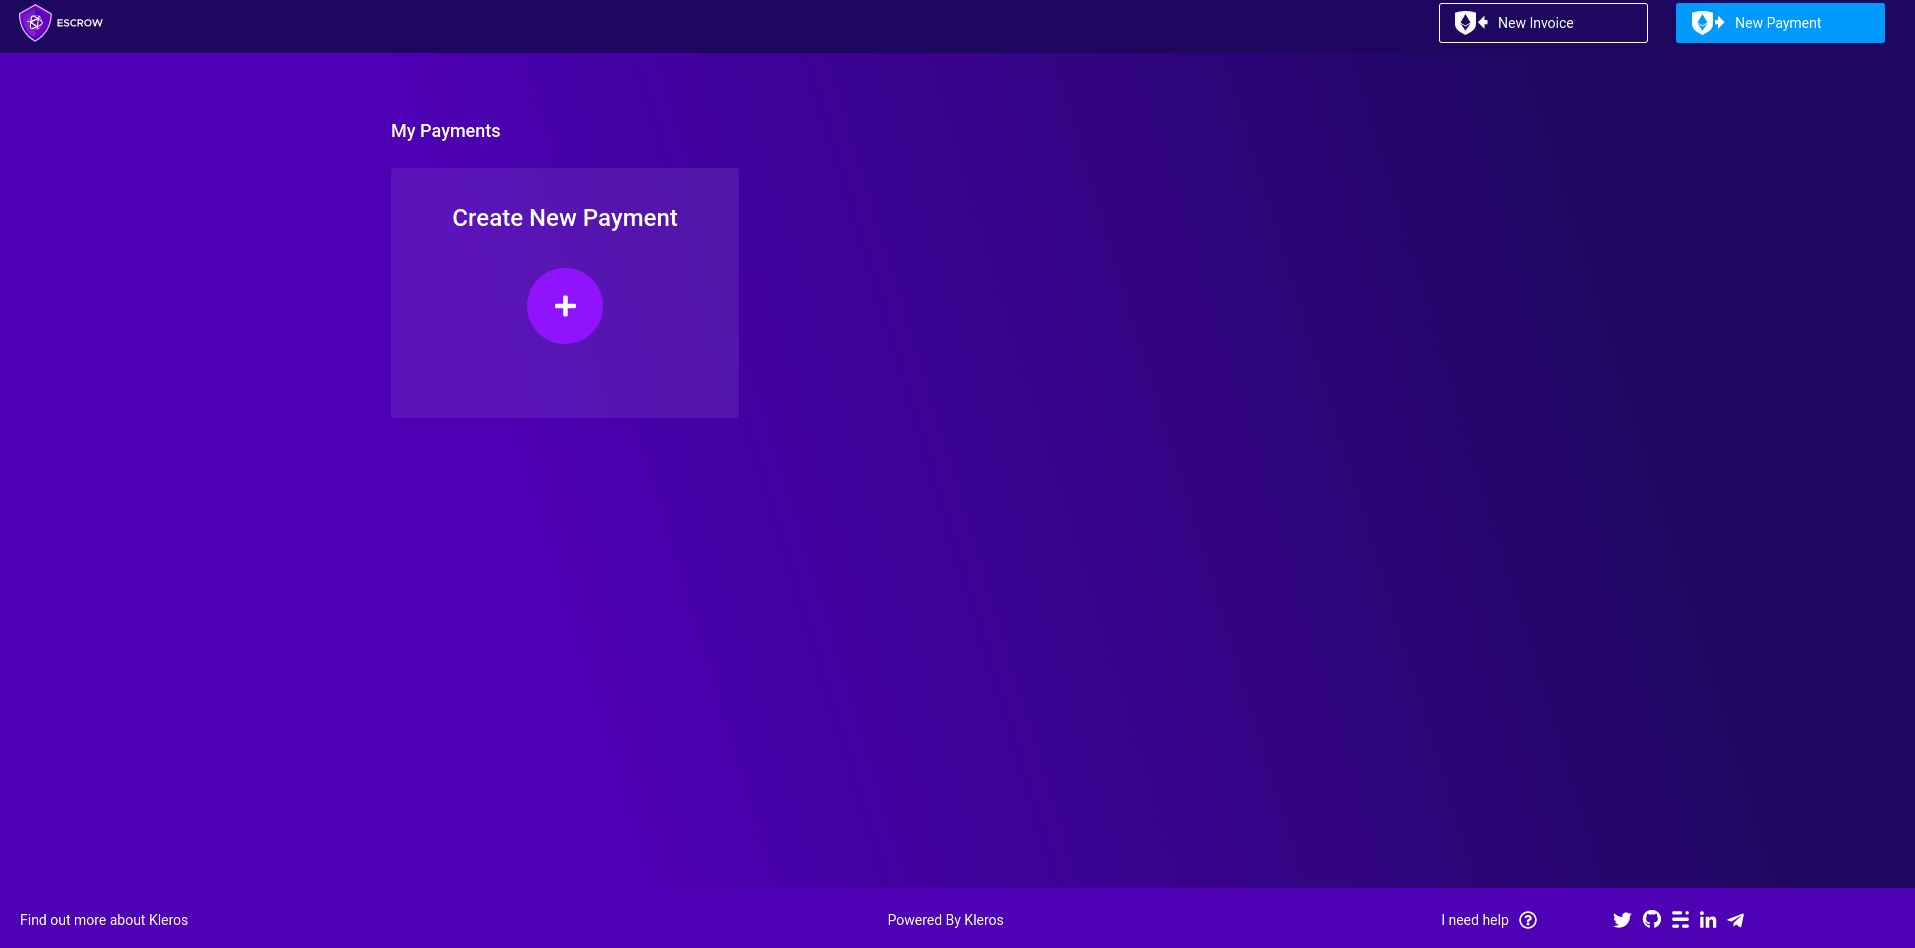 ESCROW
New Invoice
New Payment
My Payments
Create New Payment
Find out more about Kleros
Powered By Kleros
I need help